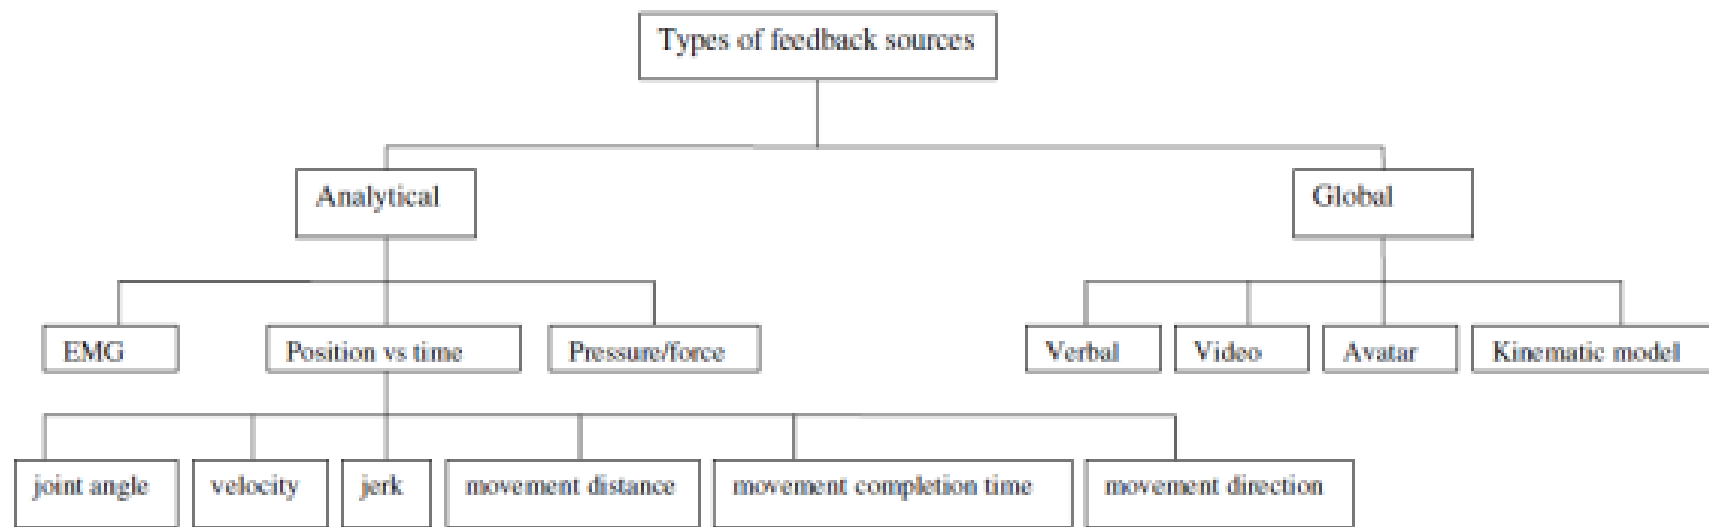 Types of feedback sources
Analytical
Global
EMG
Position vs time
Pressure/force
Verbal
Video
Avatar
Kinematic model
joint angle
velocity
jerk
movement distance
movement completion time
movement direction